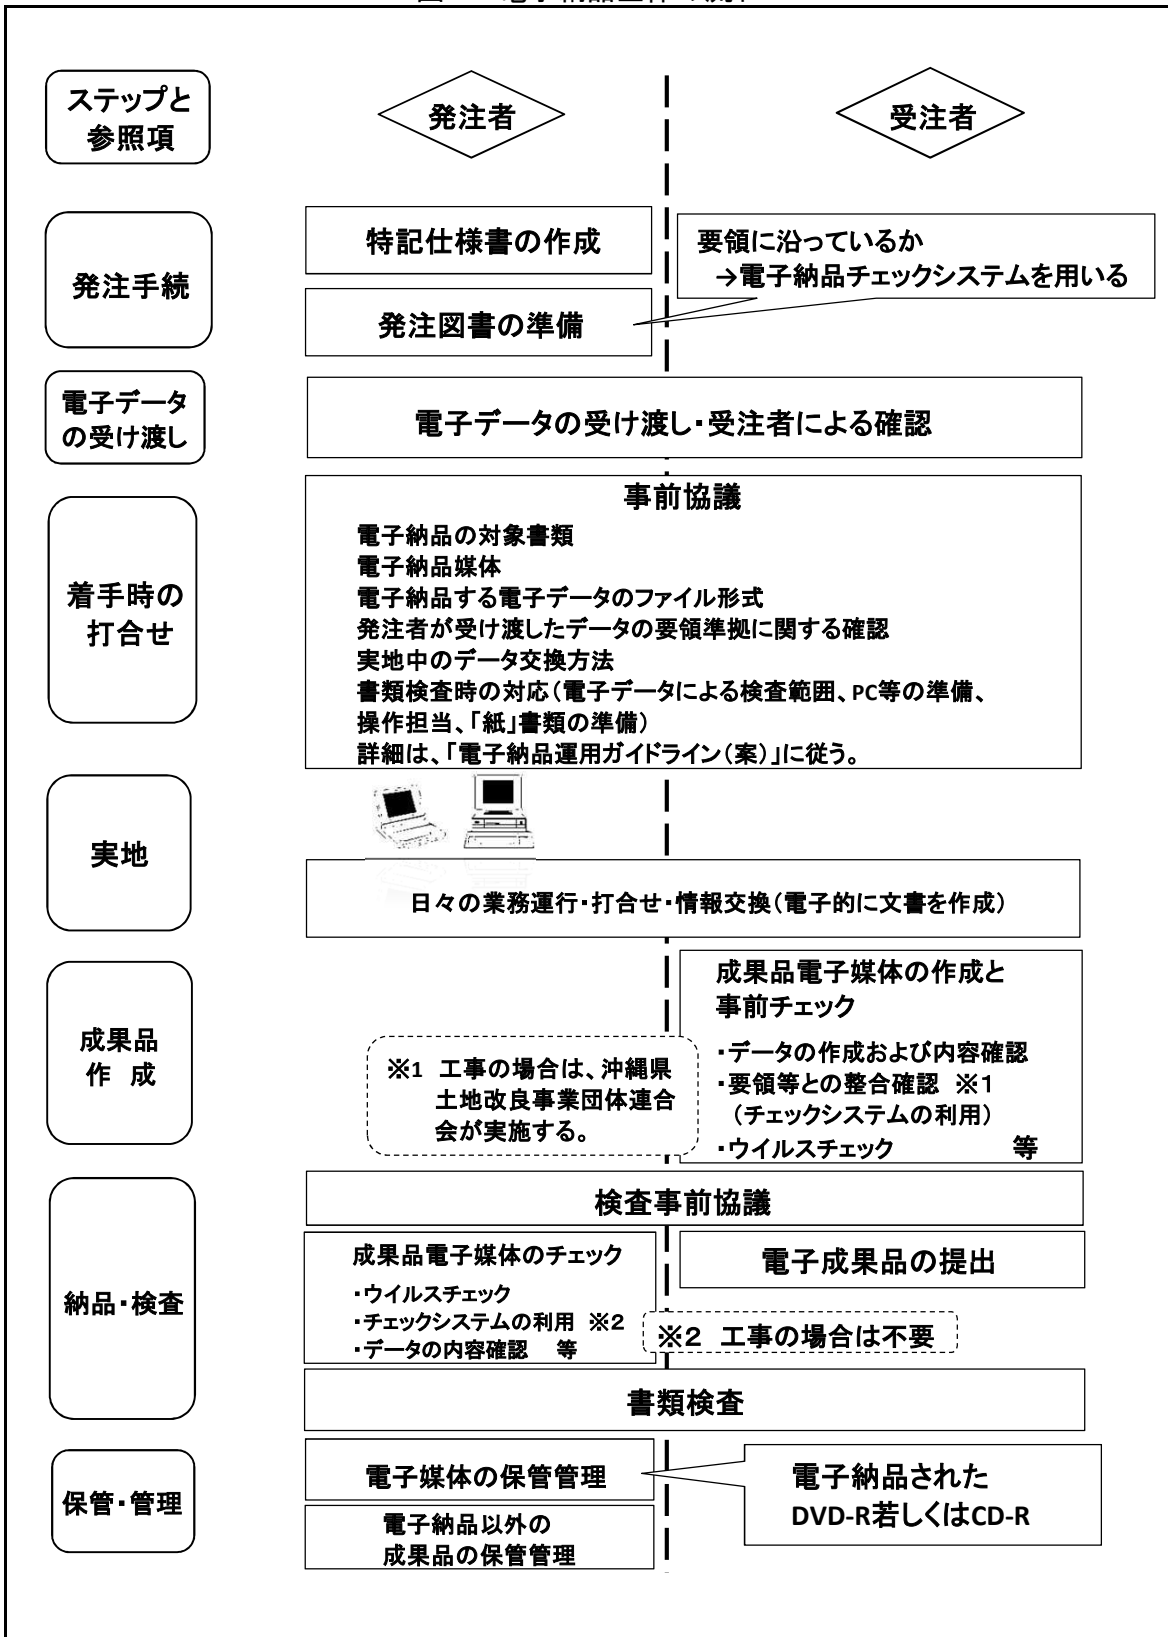 ステップと
参照項
発注者
受注者
発注手続
特記仕様書の作成
発注図書の準備
要領に沿っているか
→電子納品チェックシステムを用いる
電子データ
の受け渡し
電子データの受け渡し・受注者による確認
着手時の
打合せ
事前協議
電子納品の対象書類
電子納品媒体
電子納品する電子データのファイル形式
発注者が受け渡したデータの要領準拠に関する確認
実地中のデータ交換方法
書類検査時の対応(電子データによる検査範囲、PC等の準備、
操作担当、「紙」書類の準備)
詳細は、「電子納品運用ガイドライン(案)」に従う。
実地
日々の業務運行・打合せ・情報交換(電子的に文書を作成)
成果品
作 成
※1 工事の場合は、沖縄県
土地改良事業団体連合
会が実施する。
成果品電子媒体の作成と
事前チェック
・データの作成および内容確認
・要領等との整合確認 ※1
(チェックシステムの利用)
・ウイルスチェック 等
納品・検査
検査事前協議
成果品電子媒体のチェック
・ウイルスチェック
・チェックシステムの利用 ※2
・データの内容確認 等
電子成果品の提出
※2 工事の場合は不要
書類検査
保管・管理
電子媒体の保管管理
電子納品以外の
成果品の保管管理
電子納品された
DVD-R若しくはCD-R